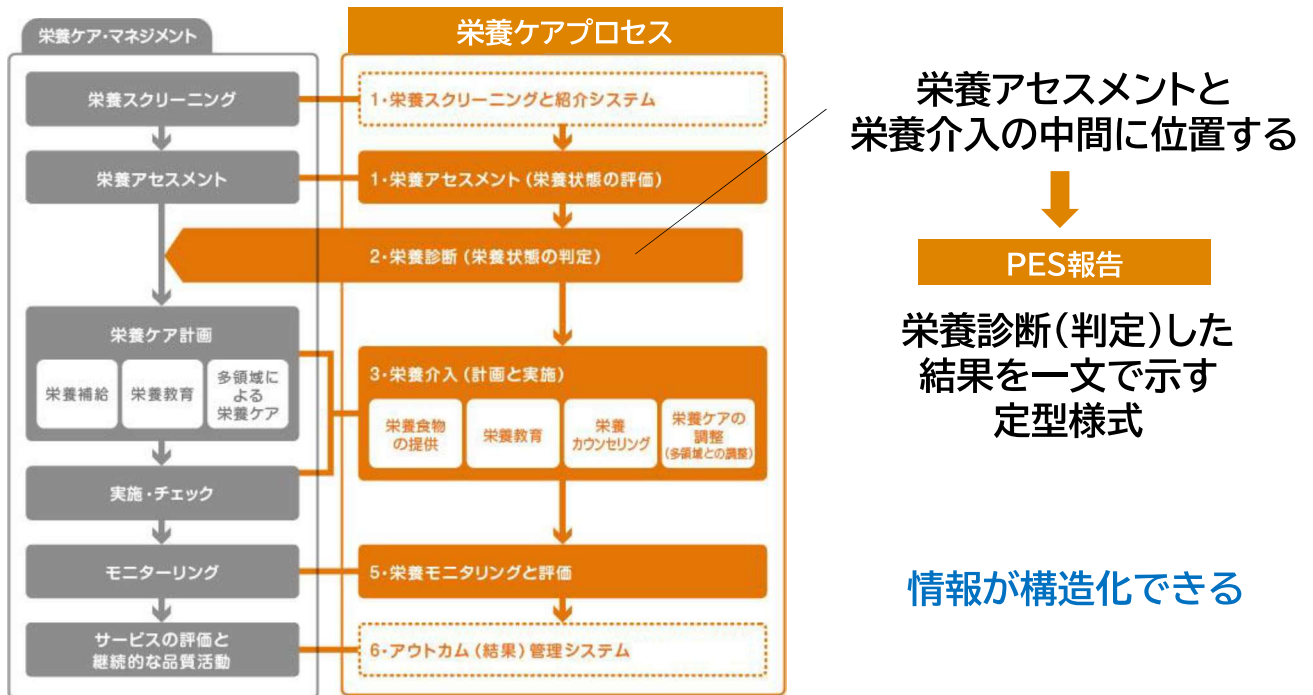 栄養ケア・マネジメント
栄養スクリーニング
栄養アセスメント
栄養ケア計画
栄養補給
栄養教育
多領域に
よる
栄養ケア
実施・チェック
モニターリング
サービスの評価と
継続的な品質活動
栄養ケアプロセス
1・栄養スクリーニングと紹介システム
1・栄養アセスメント(栄養状態の評価)
2・栄養診断(栄養状態の判定)
3・栄養介入(計画と実施)
栄養食物
の提供
栄養教育
栄養
カウンセリング
栄養ケアの
調整
(多領域との調整)
5・栄養モニタリングと評価
6・アウトカム(結果)管理システム
栄養アセスメントと
栄養介入の中間に位置する
PES報告
栄養診断(判定)した
結果を一文で示す
定型様式
情報が構造化できる